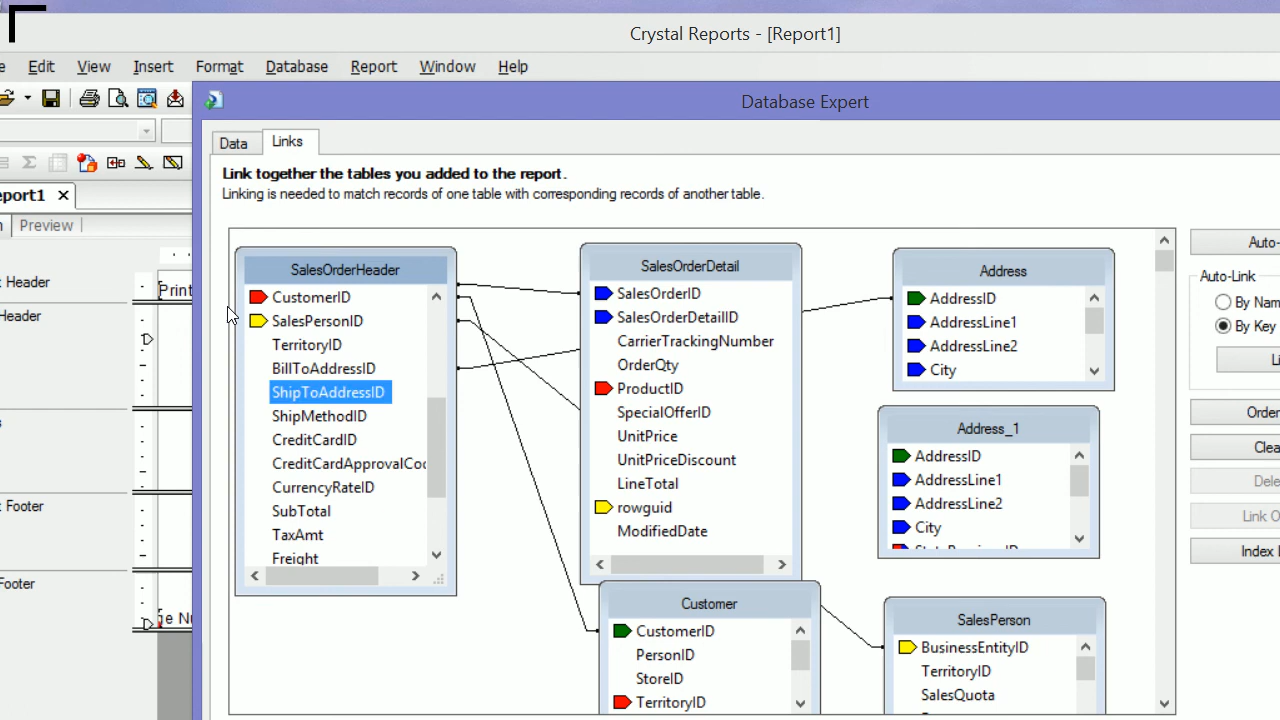 Crystal Reports - [Report1]
e Edit View Insert Format Database Report Window Help
Database Expert
eport1
Preview
t Header
Header
t Footer
Footer
Print
ge Nu
Data Links
Link together the tables you added to the report.
Linking is needed to match records of one table with corresponding records of another table.
SalesOrderHeader
CustomerID
SalesPersonID
TerritoryID
BillToAddressID
ShipToAddressID
ShipMethodID
CreditCardID
CreditCardApprovalCo
CurrencyRateID
SubTotal
TaxAmt
Freight
SalesOrderDetail
SalesOrderID
SalesOrderDetailID
CarrierTrackingNumber
OrderQty
ProductID
SpecialOfferID
UnitPrice
UnitPriceDiscount
LineTotal
rowguid
ModifiedDate
Address
AddressID
AddressLine1
AddressLine2
City
Address_1
AddressID
AddressLine1
AddressLine2
City
Customer
CustomerID
PersonID
StoreID
TerritoryID
SalesPerson
BusinessEntityID
TerritoryID
SalesQuota
Auto-
Auto-Link
By Nam
By Key
Li
Order
Clea
Dele
Link O
Index